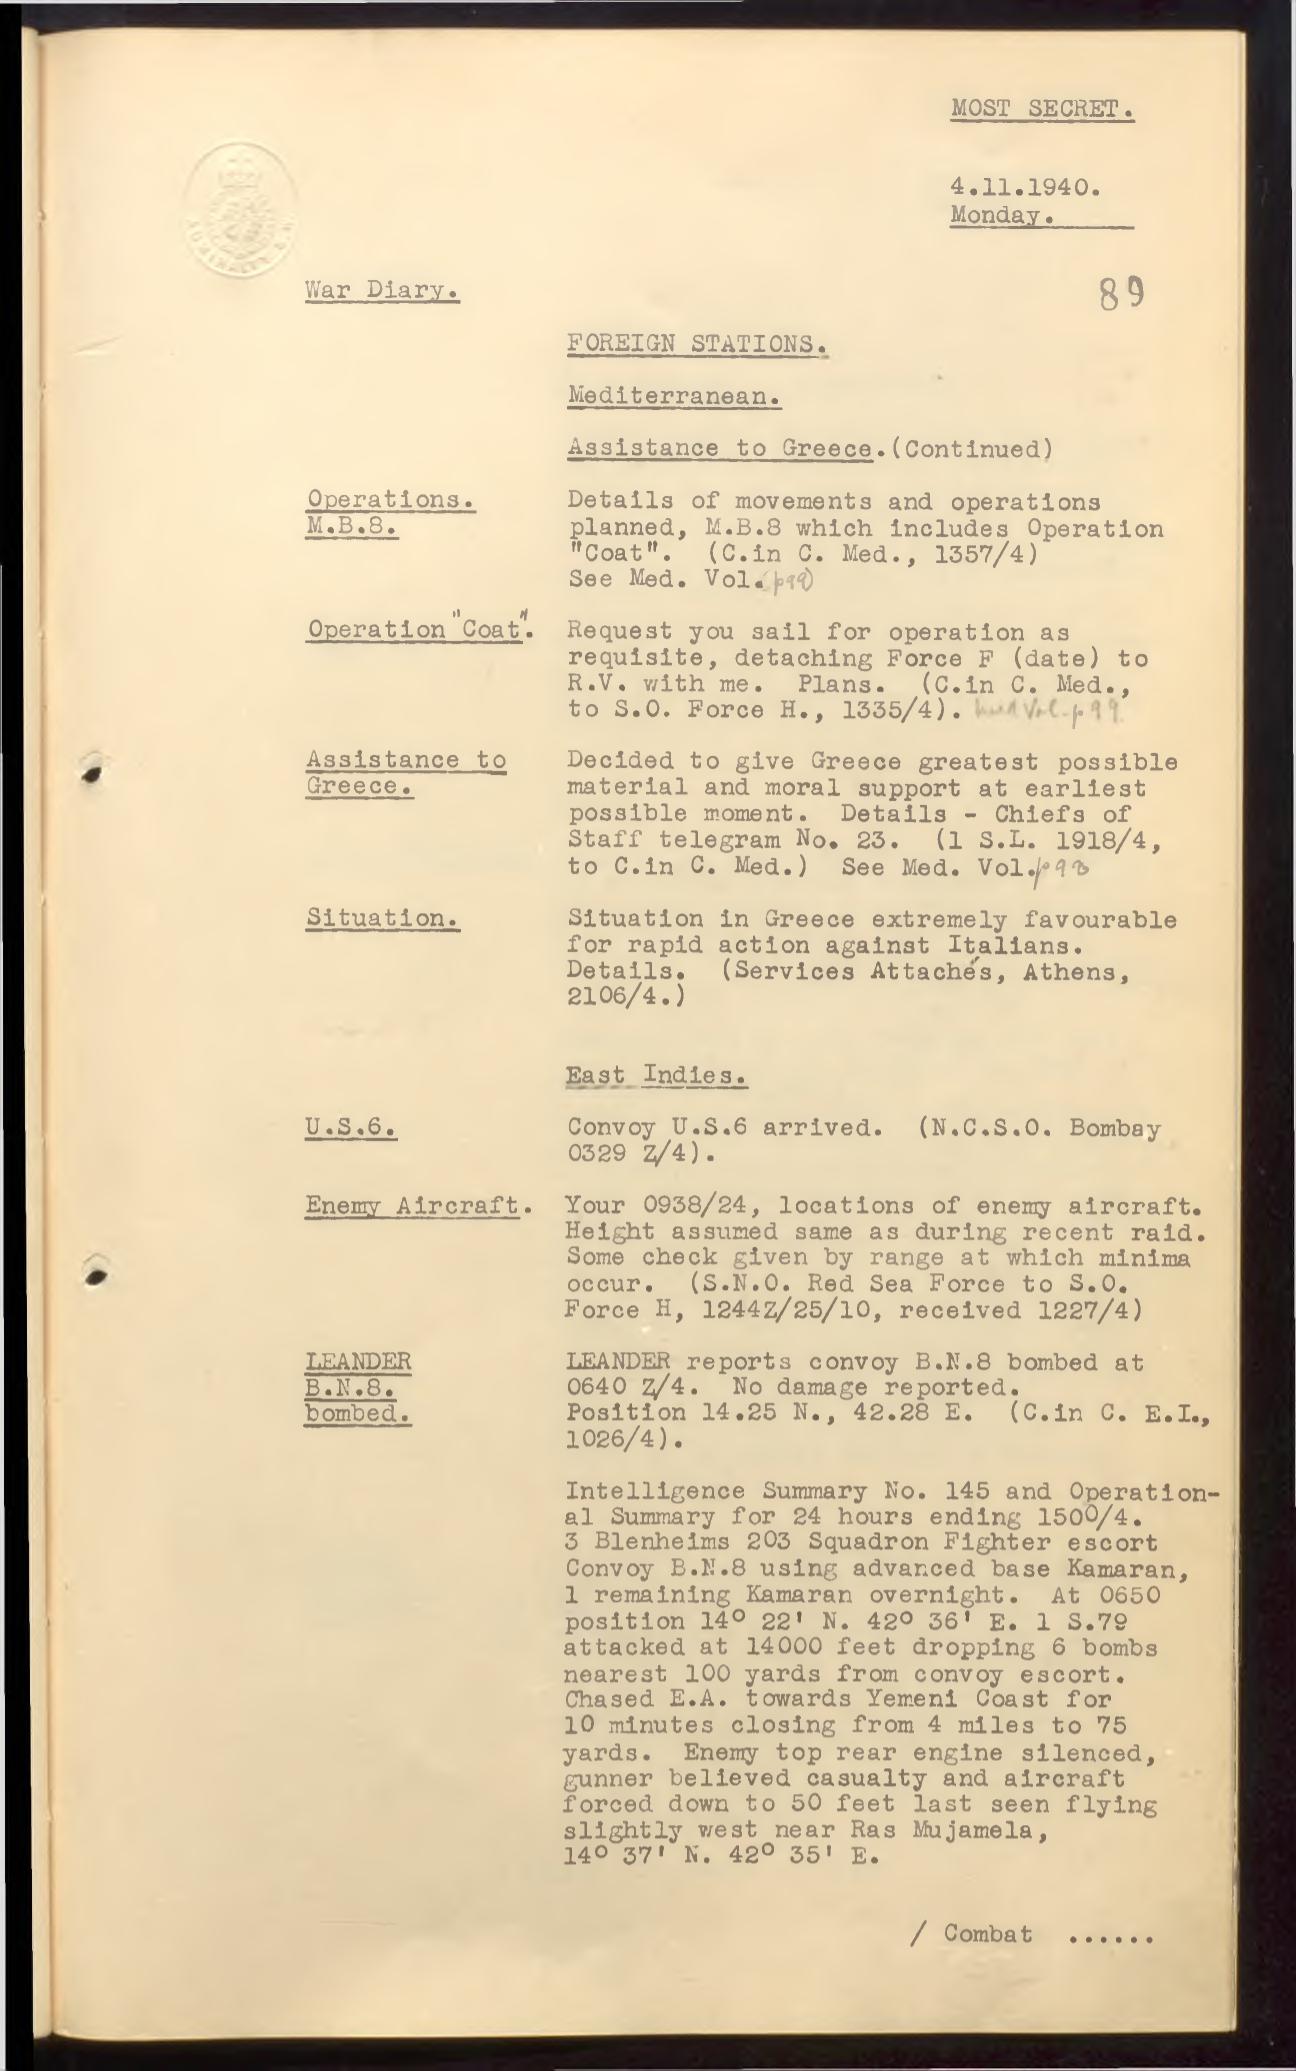 MOST SECRET.
4.11.1940.
Monday.
War Diary.
89
FOREIGN STATIONS.
Mediterranean.
Assistance to Greece.(Continued)
Operations.
M.B.8.
Details of movements and operations
planned, M.B.8 which includes Operation
"Coat". (C.in C. Med., 1357/4)
See Med. Vol.(p99)
Operation "Coat".
Request you sail for operation as
requisite, detaching Force F (date) to
R.V. with me. Plans. (C.in C. Med.,
to S.O. Force H., 1335/4). Med Vol. p 99.
Assistance to
Greece.
Decided to give Greece greatest possible
material and moral support at earliest
possible moment. Details - Chiefs of
Staff telegram No. 23. (1 S.L. 1918/4,
to C.in C. Med.) See Med. Vol.
Situation.
Situation in Greece extremely favourable
for rapid action against Italians.
Details. (Services Attachés, Athens,
2106/4.)
East Indies.
U.S.6.
Convoy U.S.6 arrived. (N.C.S.O. Bombay
0329 Z/4).
Enemy Aircraft.
Your 0938/24, locations of enemy aircraft.
Height assumed same as during recent raid.
Some check given by range at which minima
occur. (S.N.O. Red Sea Force to S.O.
Force H, 1244Z/25/10, received 1227/4)
LEANDER
B.N.8.
bombed.
LEANDER reports convoy B.N.8 bombed at
0640 Z/4. No damage reported.
Position 14.25 N., 42.28 E. (C.in C. E.I.,
1026/4).
Intelligence Summary No. 145 and Operation-
al Summary for 24 hours ending 1500/4.
3 Blenheims 203 Squadron Fighter escort
Convoy B.N.8 using advanced base Kamaran,
1 remaining Kamaran overnight. At 0650
position 14° 22' N. 42° 36' E. 1 S.79
attacked at 14000 feet dropping 6 bombs
nearest 100 yards from convoy escort.
Chased E.A. towards Yemeni Coast for
10 minutes closing from 4 miles to 75
yards. Enemy top rear engine silenced,
gunner believed casualty and aircraft
forced down to 50 feet last seen flying
slightly west near Ras Mujamela,
14° 37' N. 42° 35' E.
/ Combat ......